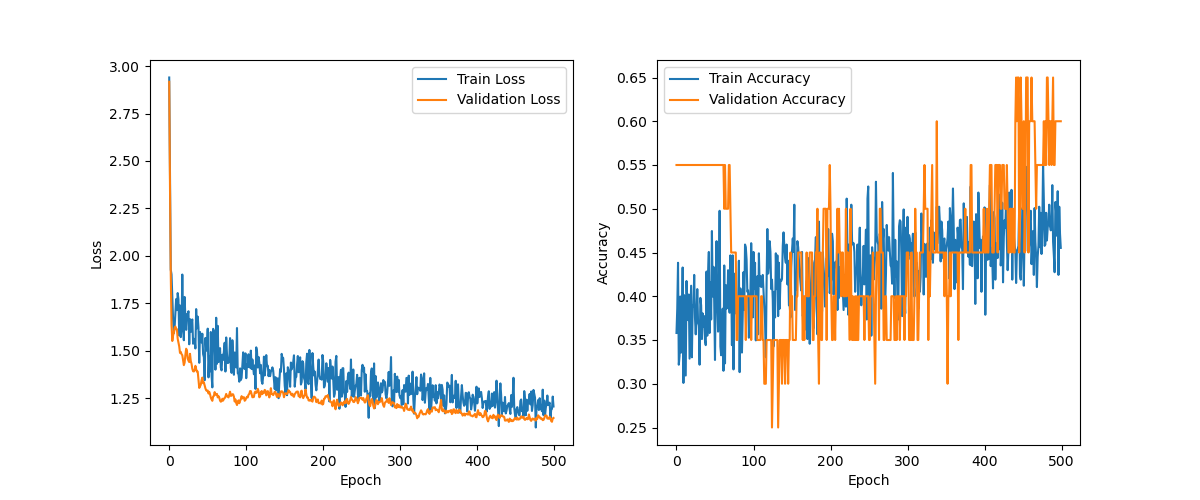 3.00
2.75
2.50
2.25
2.00
1.75
1.50
1.25
Loss
0 100 200 300 400 500
Epoch
Train Loss
Validation Loss
0.65
0.60
0.55
0.50
0.45
0.40
0.35
0.30
0.25
Accuracy
0 100 200 300 400 500
Epoch
Train Accuracy
Validation Accuracy